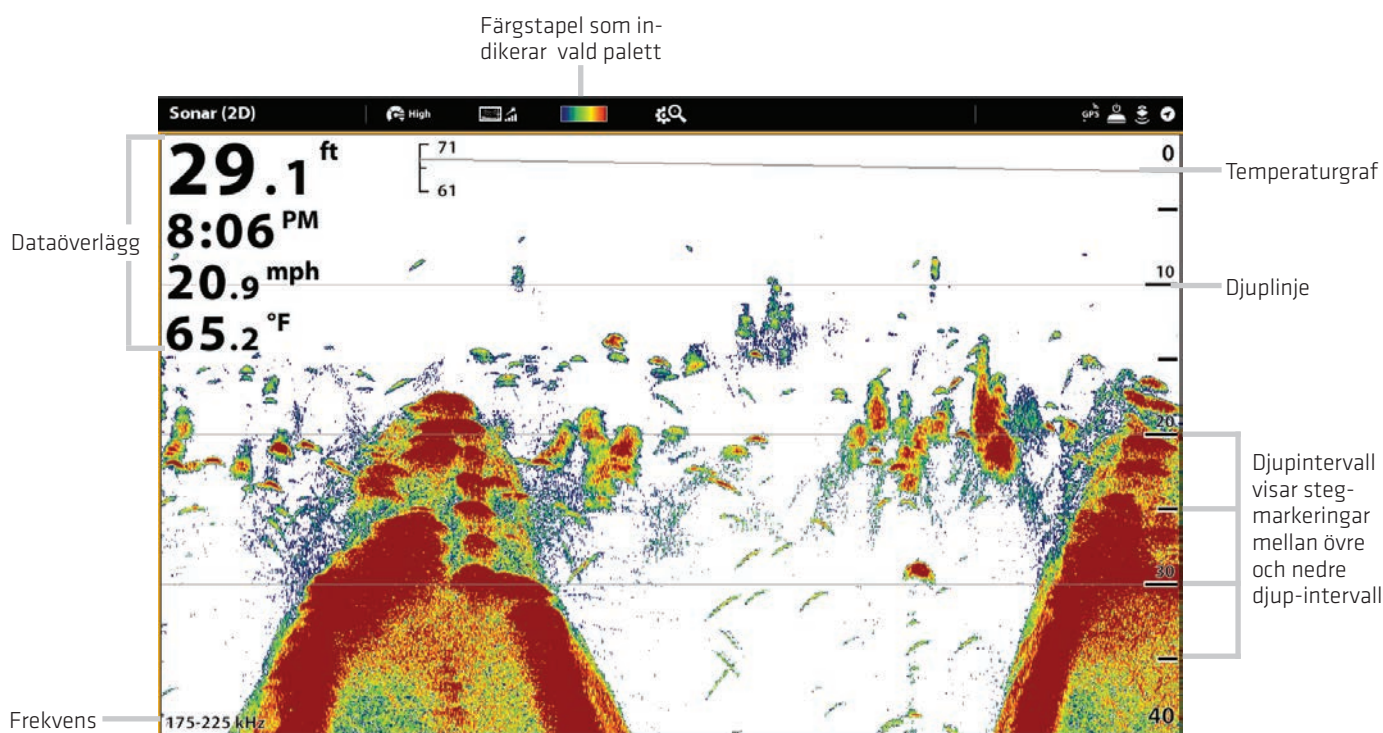 Färgstapel som in-
dikerar vald palett
Sonar (2D)
High
GPS
29.1 ft
71
61
0
Temperaturgraf
8:06 PM
Dataöverlägg
20.9 mph
10
Djuplinje
65.2 °F
20
Djupintervall
visar steg-
markeringar
mellan övre
och nedre
djup-intervall
30
Frekvens
175-225 kHz
40